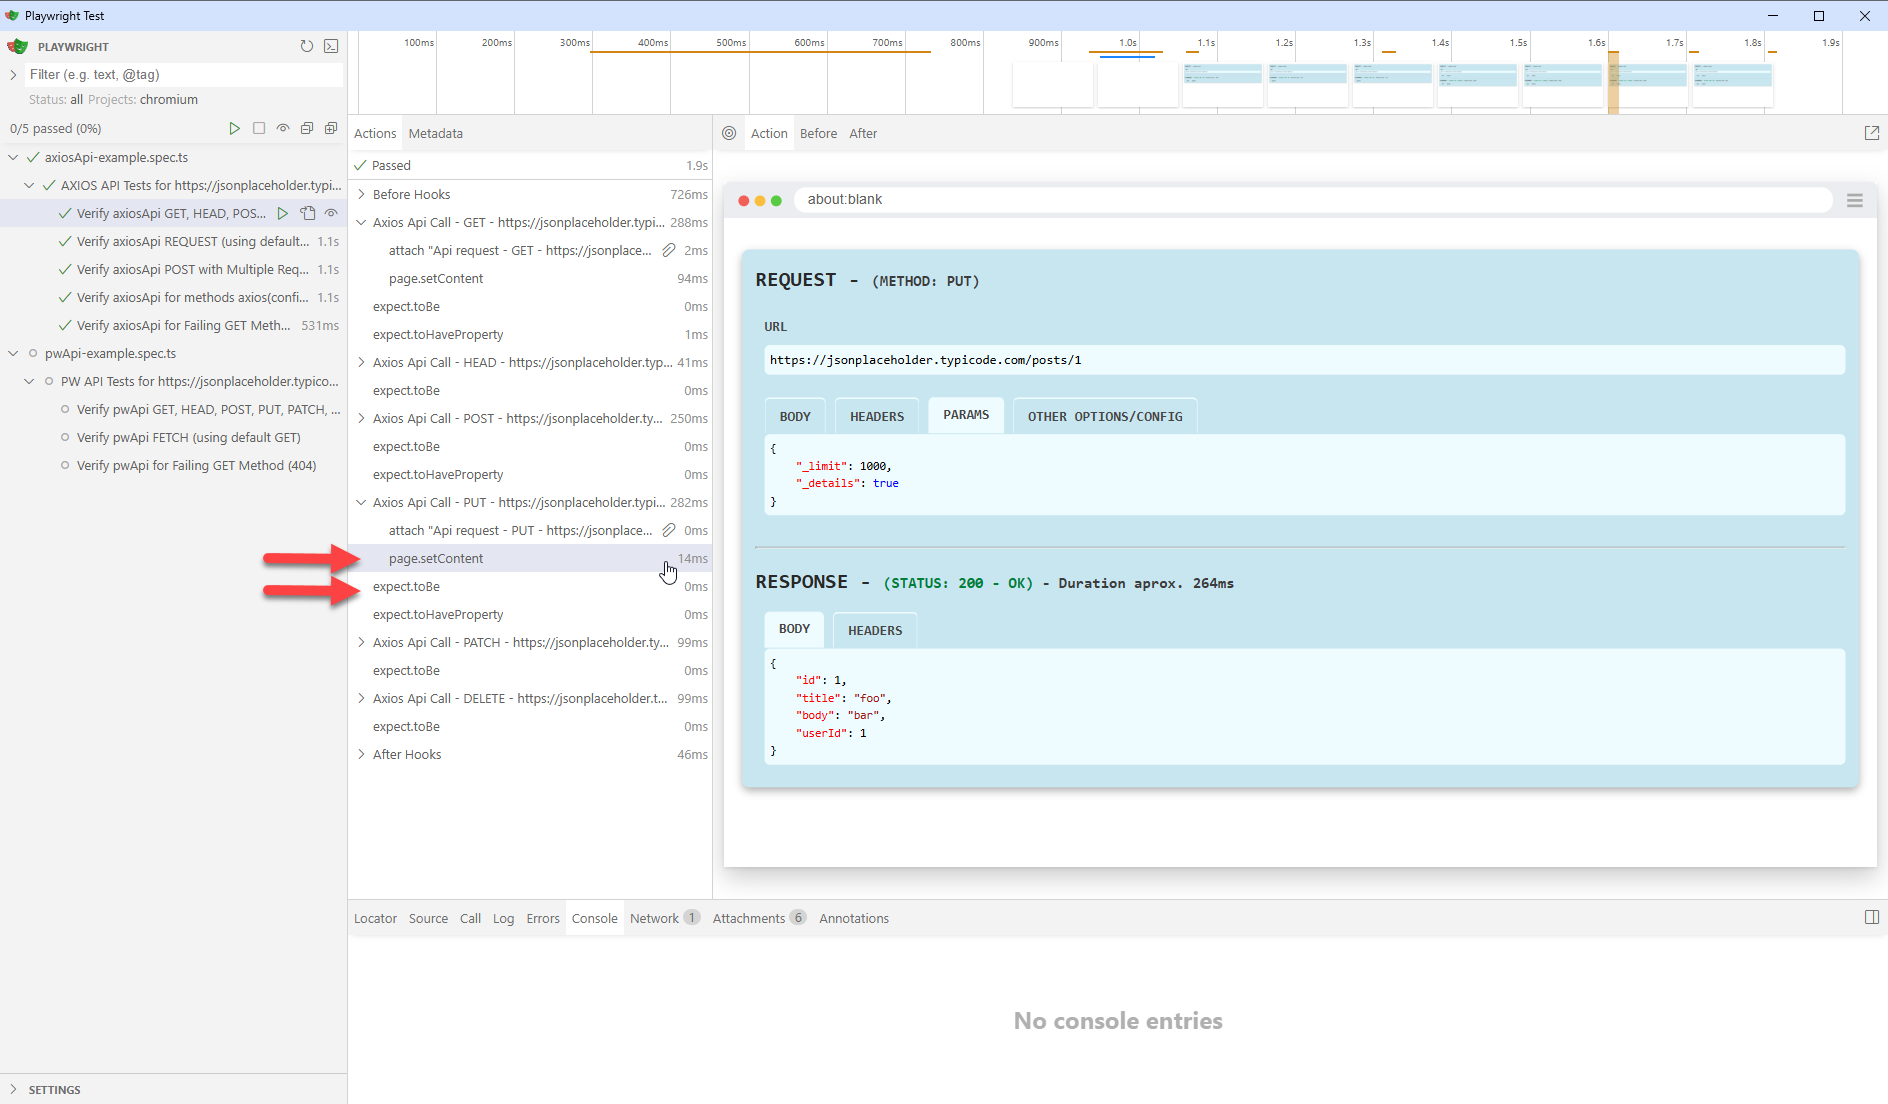 Playwright Test
PLAYWRIGHT
Filter (e.g. text, @tag)
Status: all Projects: chromium
0/5 passed (0%)
axiosApi-example.spec.ts
AXIOS API Tests for https://jsonplaceholder.typi...
Verify axiosApi GET, HEAD, POS...
Verify axiosApi REQUEST (using default... 1.1s
Verify axiosApi POST with Multiple Req... 1.1s
Verify axiosApi for methods axios(confi... 1.1s
Verify axiosApi for Failing GET Meth... 531ms
pwApi-example.spec.ts
PW API Tests for https://jsonplaceholder.typico...
Verify pwApi GET, HEAD, POST, PUT, PATCH, ...
Verify pwApi FETCH (using default GET)
Verify pwApi for Failing GET Method (404)
SETTINGS
100ms 200ms 300ms 400ms 500ms 600ms 700ms 800ms 900ms 1.0s 1.1s 1.2s 1.3s 1.4s 1.5s 1.6s 1.7s 1.8s 1.9s
Actions Metadata
Passed 1.9s
Before Hooks 726ms
Axios Api Call - GET - https://jsonplaceholder.typi... 288ms
attach "Api request - GET - https://jsonplace... 2ms
page.setContent 94ms
expect.toBe 0ms
expect.toHaveProperty 1ms
Axios Api Call - HEAD - https://jsonplaceholder.typ... 41ms
expect.toBe 0ms
Axios Api Call - POST - https://jsonplaceholder.ty... 250ms
expect.toBe 0ms
expect.toHaveProperty 0ms
Axios Api Call - PUT - https://jsonplaceholder.typi... 282ms
attach "Api request - PUT - https://jsonplace... 0ms
page.setContent 14ms
expect.toBe 0ms
expect.toHaveProperty 0ms
Axios Api Call - PATCH - https://jsonplaceholder.ty... 99ms
expect.toBe 0ms
Axios Api Call - DELETE - https://jsonplaceholder.t... 99ms
expect.toBe 0ms
After Hooks 46ms
Action Before After
about:blank
REQUEST - (METHOD: PUT)
URL
https://jsonplaceholder.typicode.com/posts/1
BODY HEADERS PARAMS OTHER OPTIONS/CONFIG
{
"_limit": 1000,
"_details": true
}
RESPONSE - (STATUS: 200 - OK) - Duration aprox. 264ms
BODY HEADERS
{
"id": 1,
"title": "foo",
"body": "bar",
"userId": 1
}
Locator Source Call Log Errors Console Network 1 Attachments 6 Annotations
No console entries